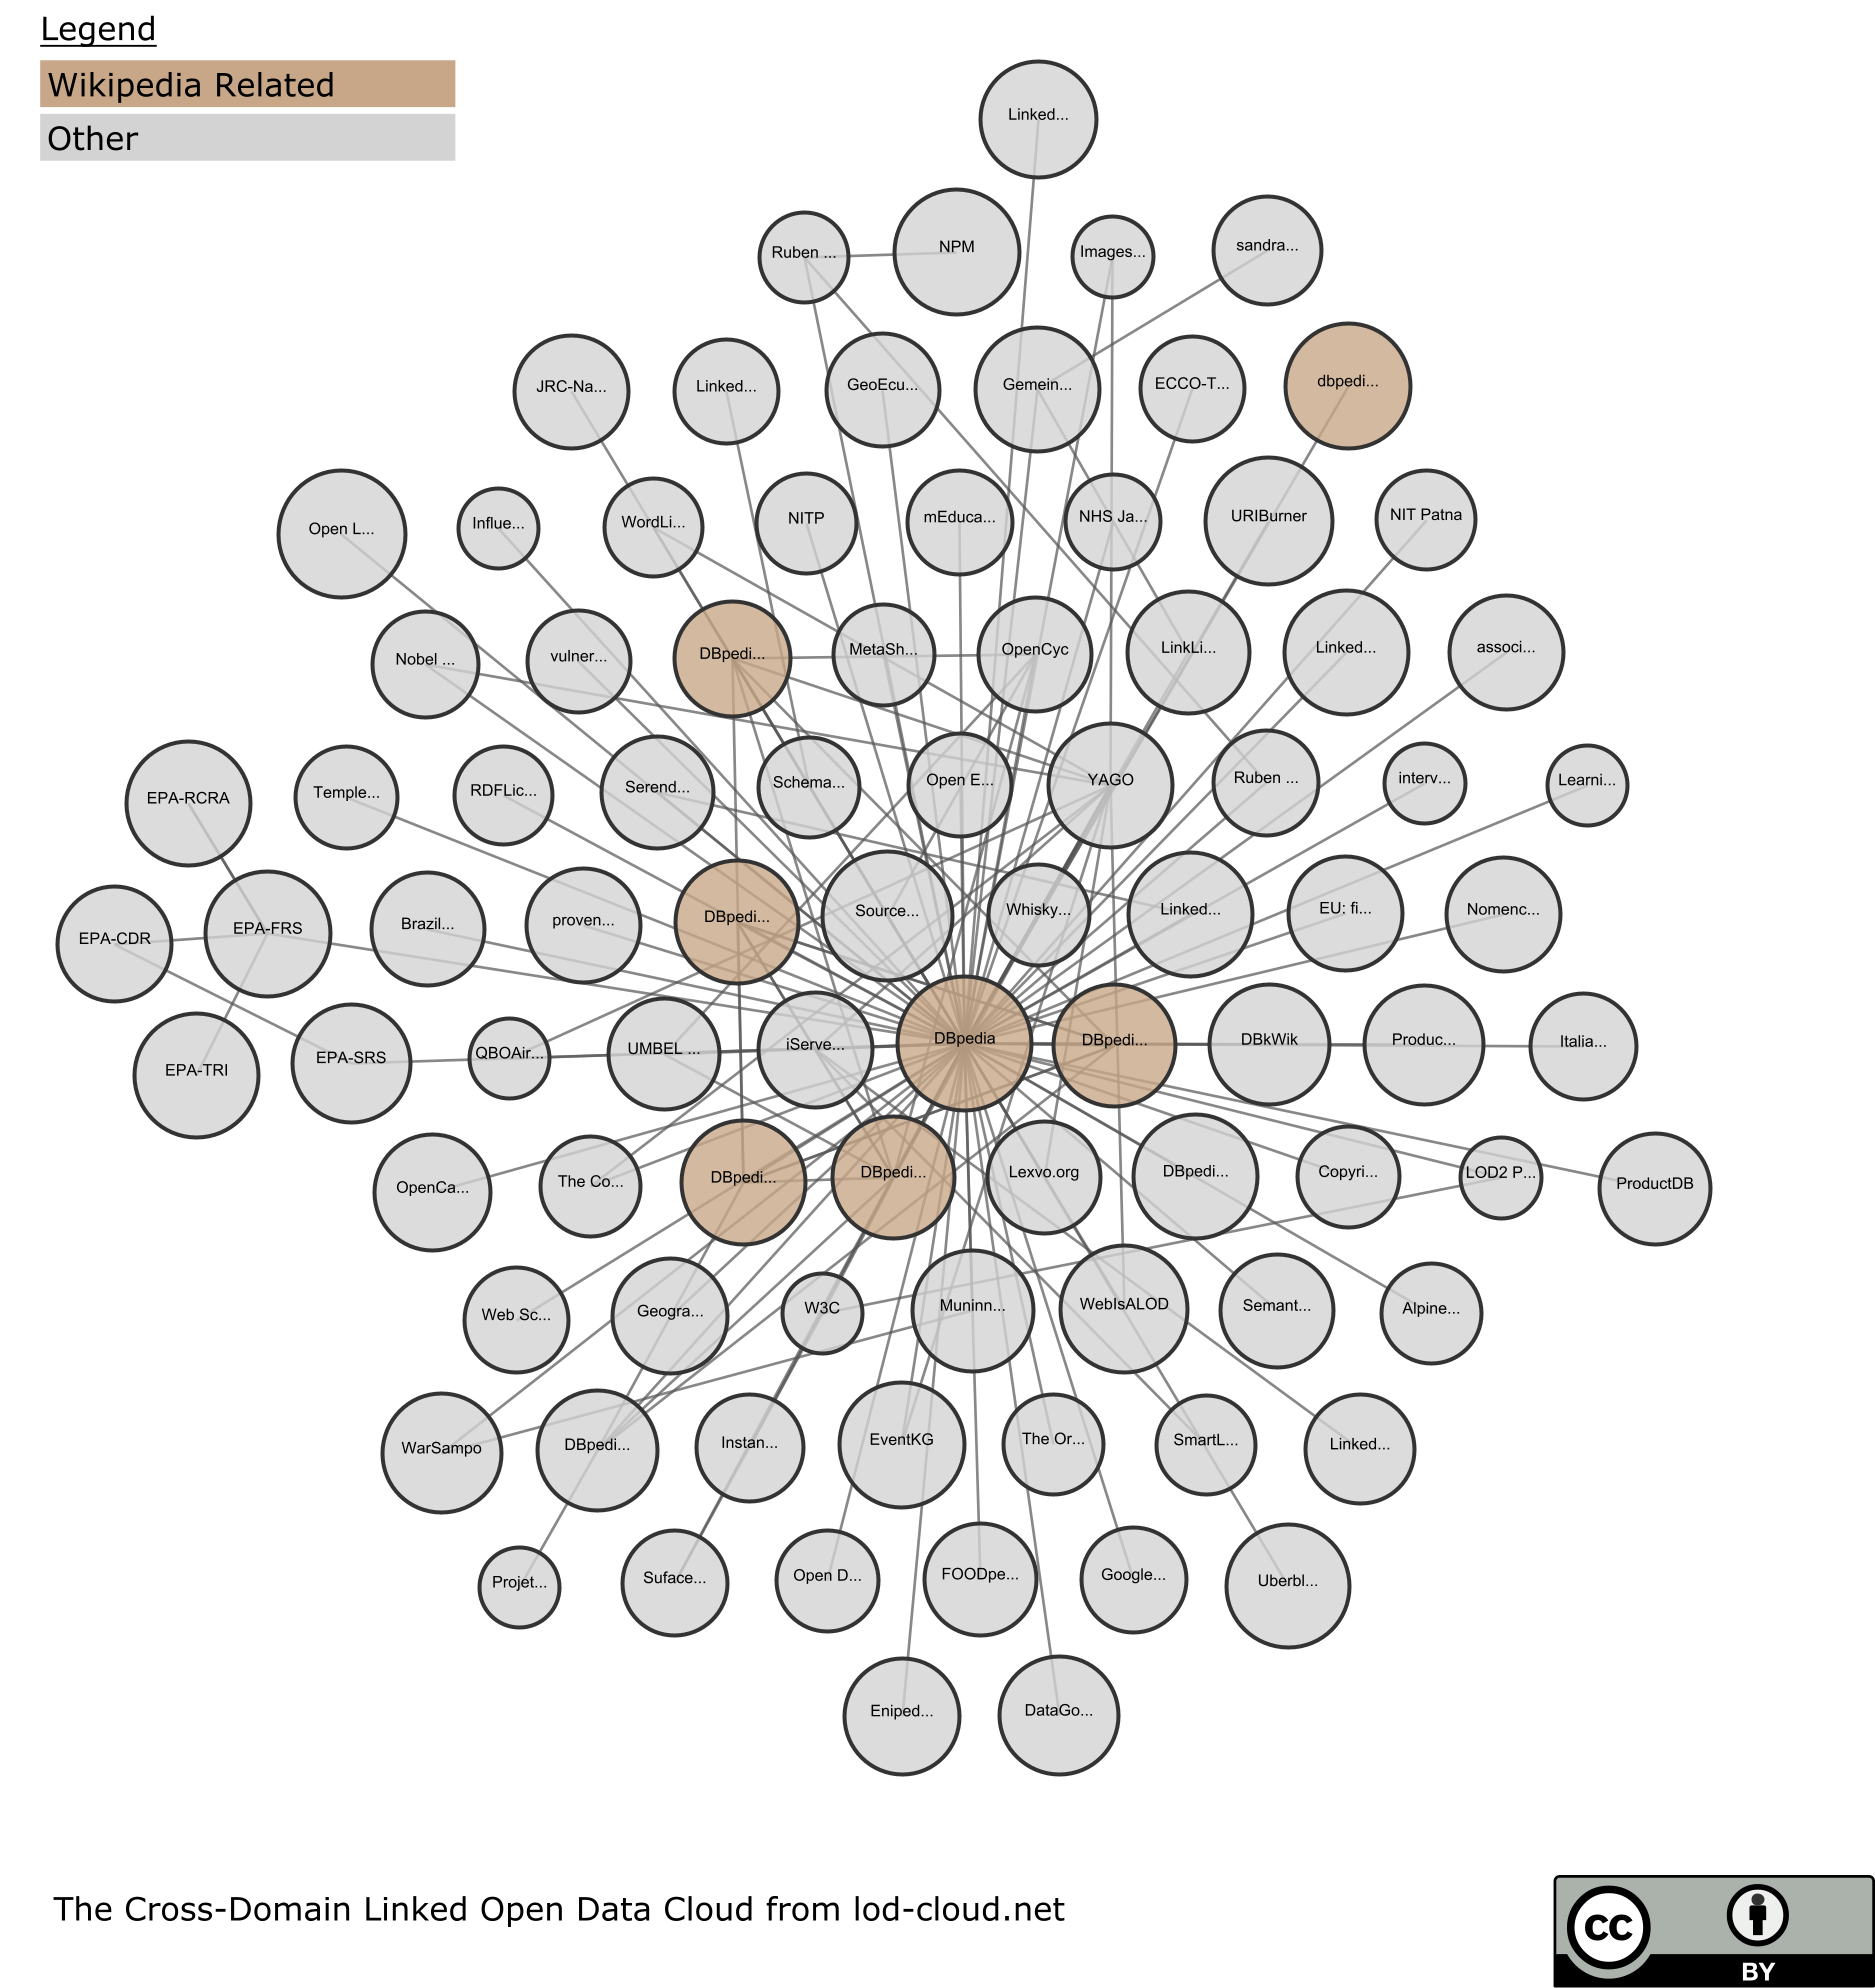 Legend
Wikipedia Related
Other
Linked...
Ruben ...
NPM
Images...
sandra...
JRC-Na...
Linked...
GeoEcu...
Gemein...
ECCO-T...
dbpedi...
Open L...
Influe...
WordLi...
NITP
mEduca...
NHS Ja...
URIBurner
NIT Patna
Nobel ...
vulner...
DBpedi...
MetaSh...
OpenCyc
LinkLi...
Linked...
associ...
EPA-RCRA
Temple...
RDFLic...
Serend...
Schema...
Open E...
YAGO
Ruben ...
interv...
Learni...
EPA-CDR
EPA-FRS
Brazil...
proven...
DBpedi...
Source...
Whisky...
Linked...
EU: fi...
Nomenc...
EPA-TRI
EPA-SRS
QBOAir...
UMBEL ...
iServe...
DBpedia
DBpedi...
DBkWik
Produc...
Italia...
OpenCa...
The Co...
DBpedi...
DBpedi...
Lexvo.org
DBpedi...
Copyri...
LOD2 P...
ProductDB
Web Sc...
Geogra...
W3C
Muninn...
WebIsALOD
Semant...
Alpine...
WarSampo
DBpedi...
Instan...
EventKG
The Or...
SmartL...
Linked...
Projet...
Suface...
Open D...
FOODpe...
Google...
Uberbl...
Eniped...
DataGo...
The Cross-Domain Linked Open Data Cloud from lod-cloud.net
cc
BY